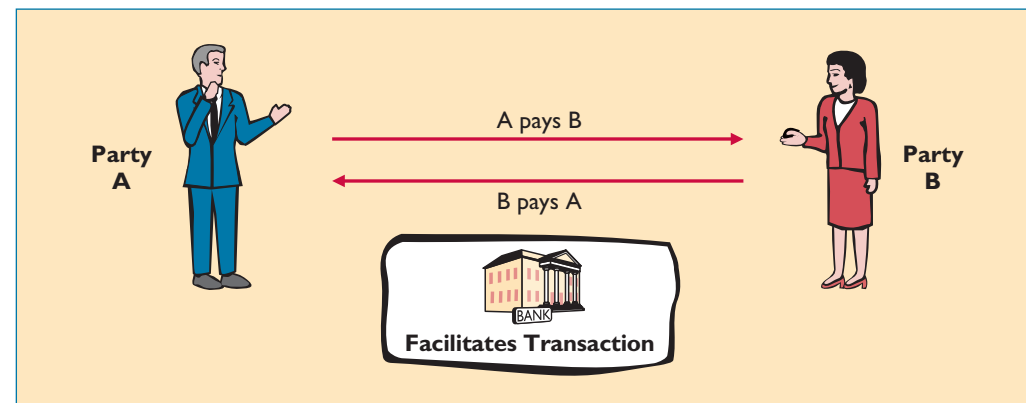 A pays B
Party
A
Party
B
B pays A
BANK
Facilitates Transaction